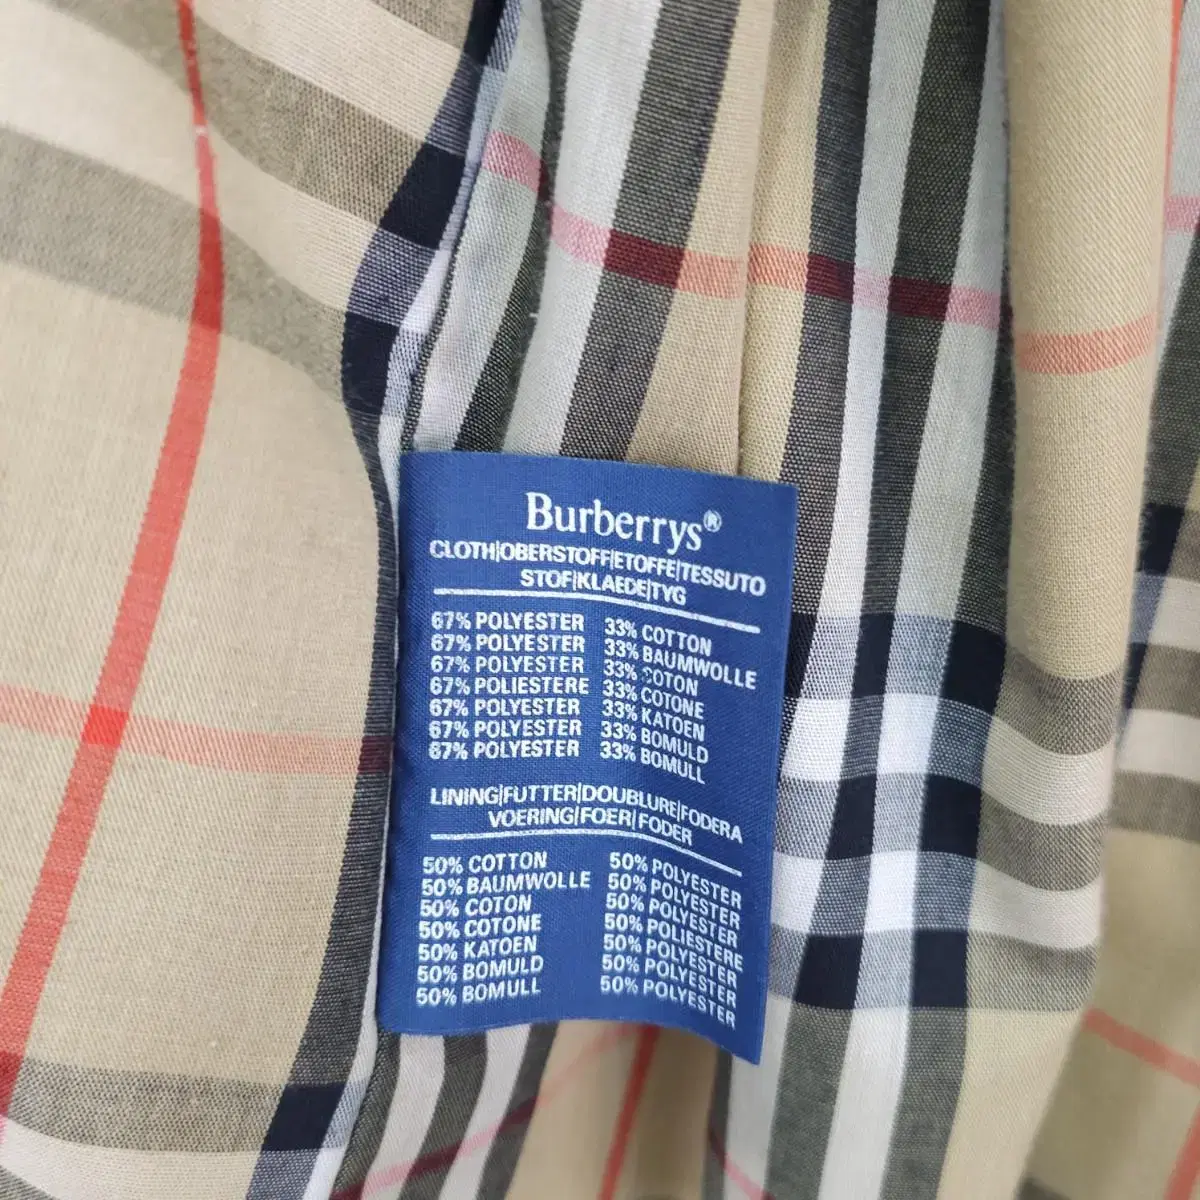 Burberrys®
CLOTH|OBERSTOFF|ETOFFE|TESSUTO
STOF|KLAEDE|TYG
67% POLYESTER 33% COTTON
67% POLYESTER 33% BAUMWOLLE
67% POLYESTER 33% COTON
67% POLIESTERE 33% COTONE
67% POLYESTER 33% KATOEN
67% POLYESTER 33% BOMULD
67% POLYESTER 33% BOMULL
LINING|FUTTER|DOUBLURE|FODERA
VOERING|FOER|FODER
50% COTTON 50% POLYESTER
50% BAUMWOLLE 50% POLYESTER
50% COTON 50% POLYESTER
50% COTONE 50% POLIESTERE
50% KATOEN 50% POLYESTER
50% BOMULD 50% POLYESTER
50% BOMULL 50% POLYESTER